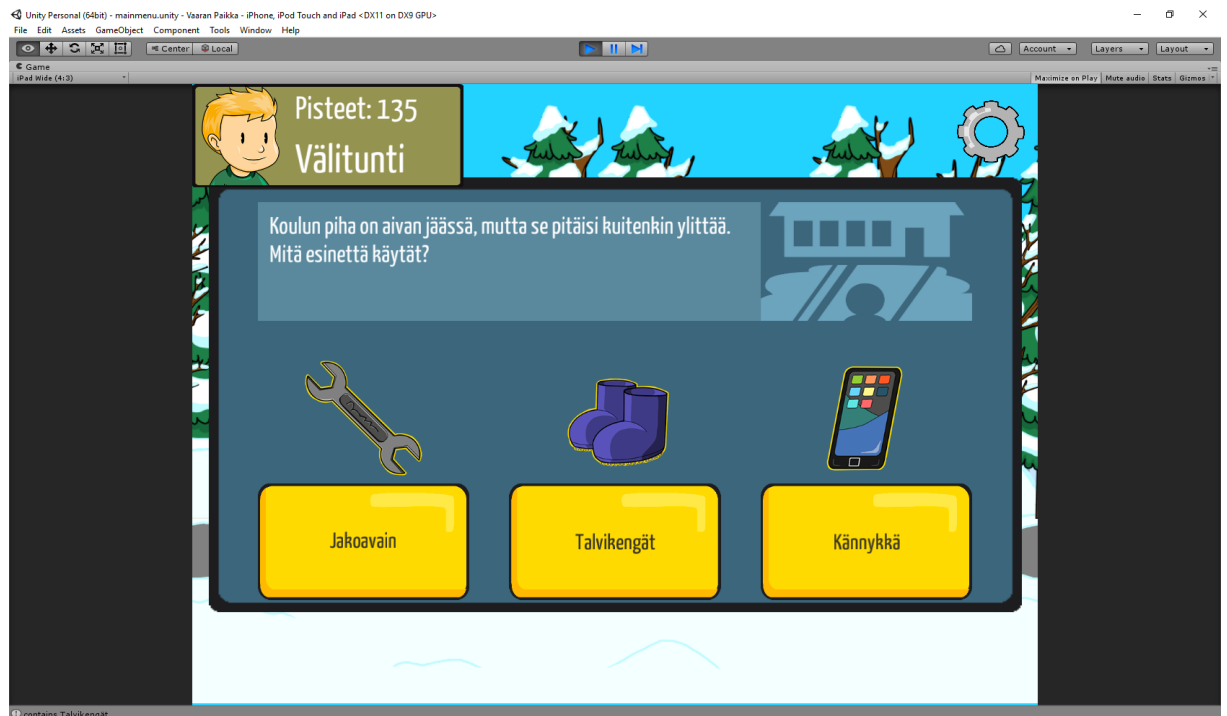 Unity Personal (64bit) - mainmenu.unity - Vaaran Paikka - iPhone, iPod Touch and iPad <DX11 on DX9 GPU>
File Edit Assets GameObject Component Tools Window Help
Center Local Account Layers Layout
Game
iPad Wide (4:3) Maximize on Play Mute audio Stats Gizmos
Pisteet: 135
Välitunti
Koulun piha on aivan jäässä, mutta se pitäisi kuitenkin ylittää.
Mitä esinettä käytät?
Jakoavain Talvikengät Kännykkä
contains Talvikengät